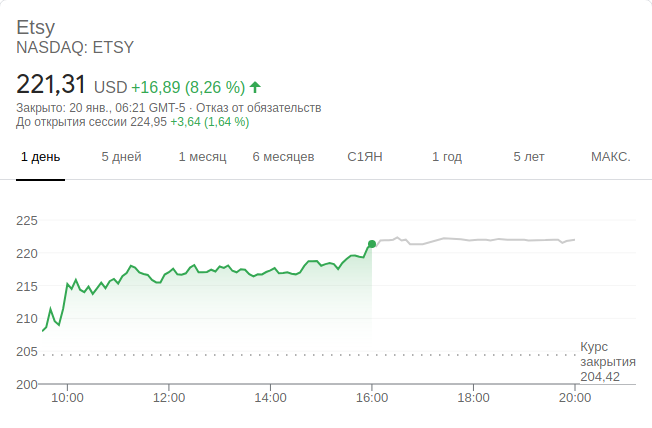 Etsy
NASDAQ: ETSY
221,31 USD +16,89 (8,26 %)
Закрыто: 20 янв., 06:21 GMT-5 · Отказ от обязательств
До открытия сессии 224,95 +3,64 (1,64 %)
1 день 5 дней 1 месяц 6 месяцев С1ЯН 1 год 5 лет МАКС.
225
220
215
210
205
200
Курс
закрытия
204,42
10:00 12:00 14:00 16:00 18:00 20:00